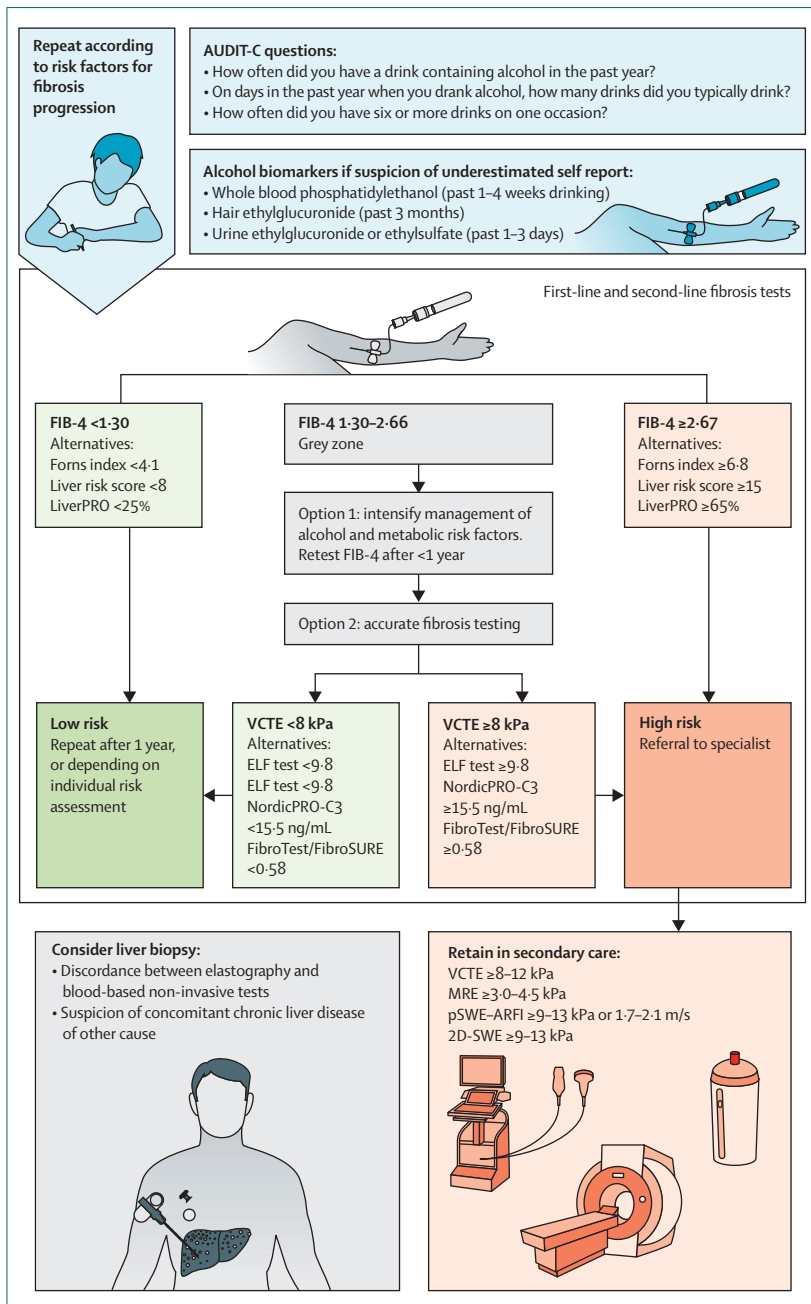 Repeat according
to risk factors for
fibrosis
progression
AUDIT-C questions:
• How often did you have a drink containing alcohol in the past year?
• On days in the past year when you drank alcohol, how many drinks did you typically drink?
• How often did you have six or more drinks on one occasion?
Alcohol biomarkers if suspicion of underestimated self report:
• Whole blood phosphatidylethanol (past 1–4 weeks drinking)
• Hair ethylglucuronide (past 3 months)
• Urine ethylglucuronide or ethylsulfate (past 1–3 days)
First-line and second-line fibrosis tests
FIB-4 <1·30
Alternatives:
Forns index <4·1
Liver risk score <8
LiverPRO <25%
FIB-4 1·30–2·66
Grey zone
FIB-4 ≥2·67
Alternatives:
Forns index ≥6·8
Liver risk score ≥15
LiverPRO ≥65%
Option 1: intensify management of
alcohol and metabolic risk factors.
Retest FIB-4 after <1 year
Option 2: accurate fibrosis testing
Low risk
Repeat after 1 year,
or depending on
individual risk
assessment
VCTE <8 kPa
Alternatives:
ELF test <9·8
ELF test <9·8
NordicPRO-C3
<15·5 ng/mL
FibroTest/FibroSURE
<0·58
VCTE ≥8 kPa
Alternatives:
ELF test ≥9·8
NordicPRO-C3
≥15·5 ng/mL
FibroTest/FibroSURE
≥0·58
High risk
Referral to specialist
Consider liver biopsy:
• Discordance between elastography and
blood-based non-invasive tests
• Suspicion of concomitant chronic liver disease
of other cause
Retain in secondary care:
VCTE ≥8–12 kPa
MRE ≥3·0–4·5 kPa
pSWE–ARFI ≥9–13 kPa or 1·7–2·1 m/s
2D-SWE ≥9–13 kPa